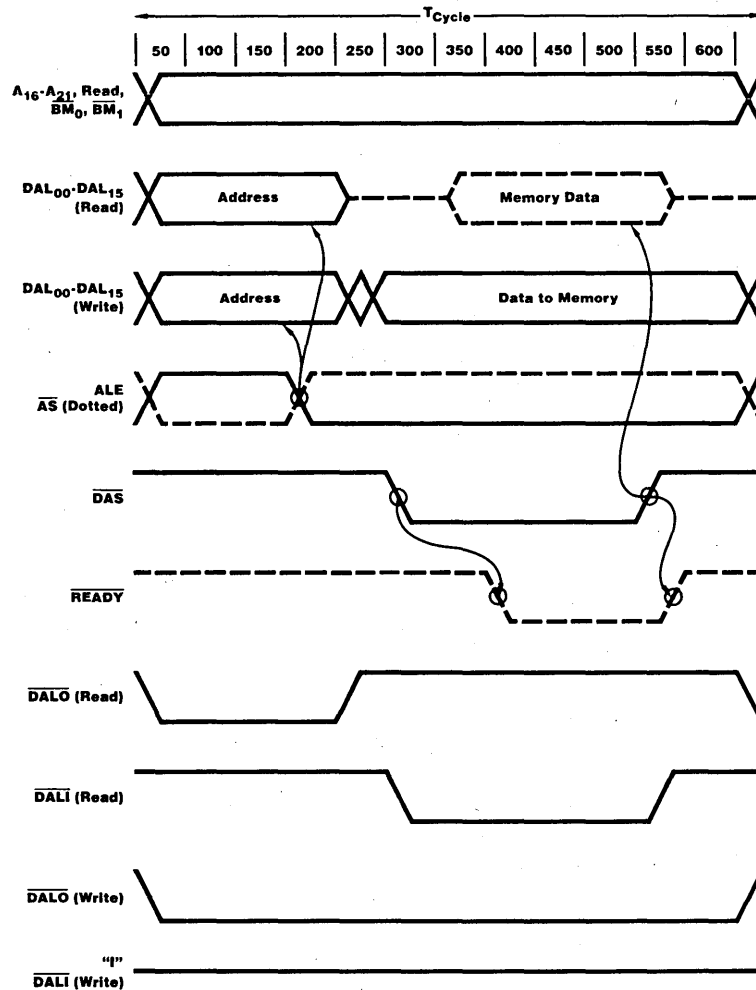 TCycle
50 100 150 200 250 300 350 400 450 500 550 600
A16-A21, Read,
BM0, BM1
DAL00-DAL15
(Read)
Address
Memory Data
DAL00-DAL15
(Write)
Address
Data to Memory
ALE
AS (Dotted)
DAS
READY
DALO (Read)
DALI (Read)
DALO (Write)
"I"
DALI (Write)